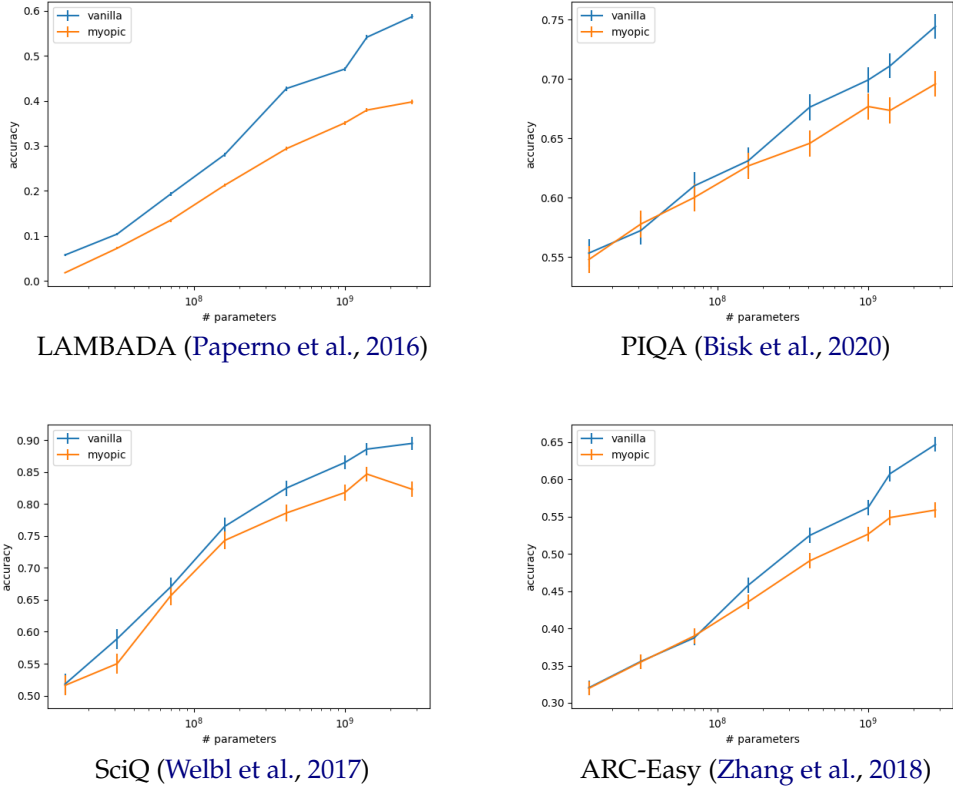 0.6
0.5
0.4
0.3
0.2
0.1
0.0
accuracy
vanilla
myopic
10^8
10^9
# parameters
LAMBADA (Paperno et al., 2016)
0.75
0.70
0.65
0.60
0.55
accuracy
vanilla
myopic
10^8
10^9
# parameters
PIQA (Bisk et al., 2020)
0.90
0.85
0.80
0.75
0.70
0.65
0.60
0.55
0.50
accuracy
vanilla
myopic
10^8
10^9
# parameters
SciQ (Welbl et al., 2017)
0.65
0.60
0.55
0.50
0.45
0.40
0.35
0.30
accuracy
vanilla
myopic
10^8
10^9
# parameters
ARC-Easy (Zhang et al., 2018)